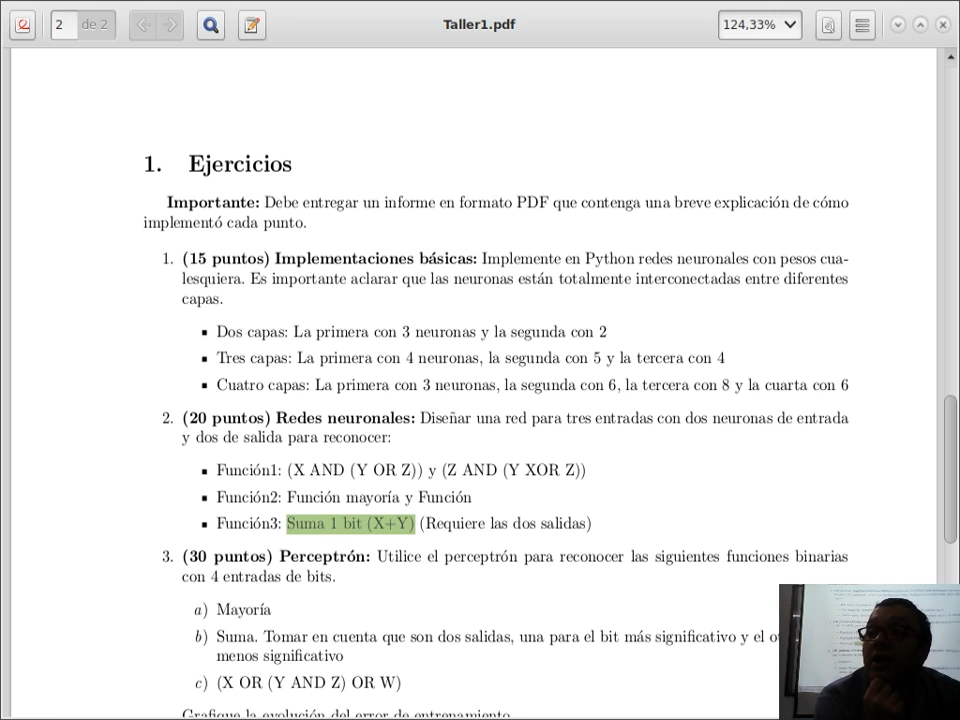 2 de 2
Taller1.pdf
124,33%
1. Ejercicios
Importante: Debe entregar un informe en formato PDF que contenga una breve explicación de cómo
implementó cada punto.
1. (15 puntos) Implementaciones básicas: Implemente en Python redes neuronales con pesos cua-
lesquiera. Es importante aclarar que las neuronas están totalmente interconectadas entre diferentes
capas.
▪ Dos capas: La primera con 3 neuronas y la segunda con 2
▪ Tres capas: La primera con 4 neuronas, la segunda con 5 y la tercera con 4
▪ Cuatro capas: La primera con 3 neuronas, la segunda con 6, la tercera con 8 y la cuarta con 6
2. (20 puntos) Redes neuronales: Diseñar una red para tres entradas con dos neuronas de entrada
y dos de salida para reconocer:
▪ Función1: (X AND (Y OR Z)) y (Z AND (Y XOR Z))
▪ Función2: Función mayoría y Función
▪ Función3: Suma 1 bit (X+Y) (Requiere las dos salidas)
3. (30 puntos) Perceptrón: Utilice el perceptrón para reconocer las siguientes funciones binarias
con 4 entradas de bits.
a) Mayoría
b) Suma. Tomar en cuenta que son dos salidas, una para el bit más significativo y el
menos significativo
c) (X OR (Y AND Z) OR W)
Grafique la evolución del error de entrenamiento